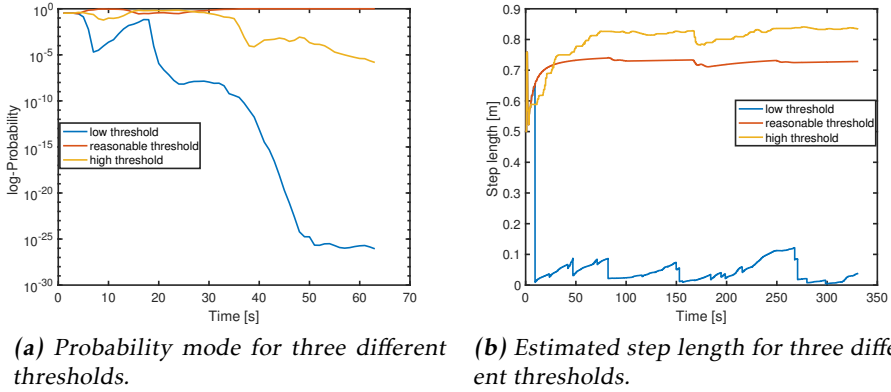 10^0
10^-5
10^-10
10^-15
10^-20
10^-25
10^-30
log-Probability
low threshold
reasonable threshold
high threshold
0 10 20 30 40 50 60 70
Time [s]
0.9
0.8
0.7
0.6
0.5
0.4
0.3
0.2
0.1
0
Step length [m]
low threshold
reasonable threshold
high threshold
0 50 100 150 200 250 300 350
Time [s]
(a) Probability mode for three different
thresholds.
(b) Estimated step length for three differ
ent thresholds.